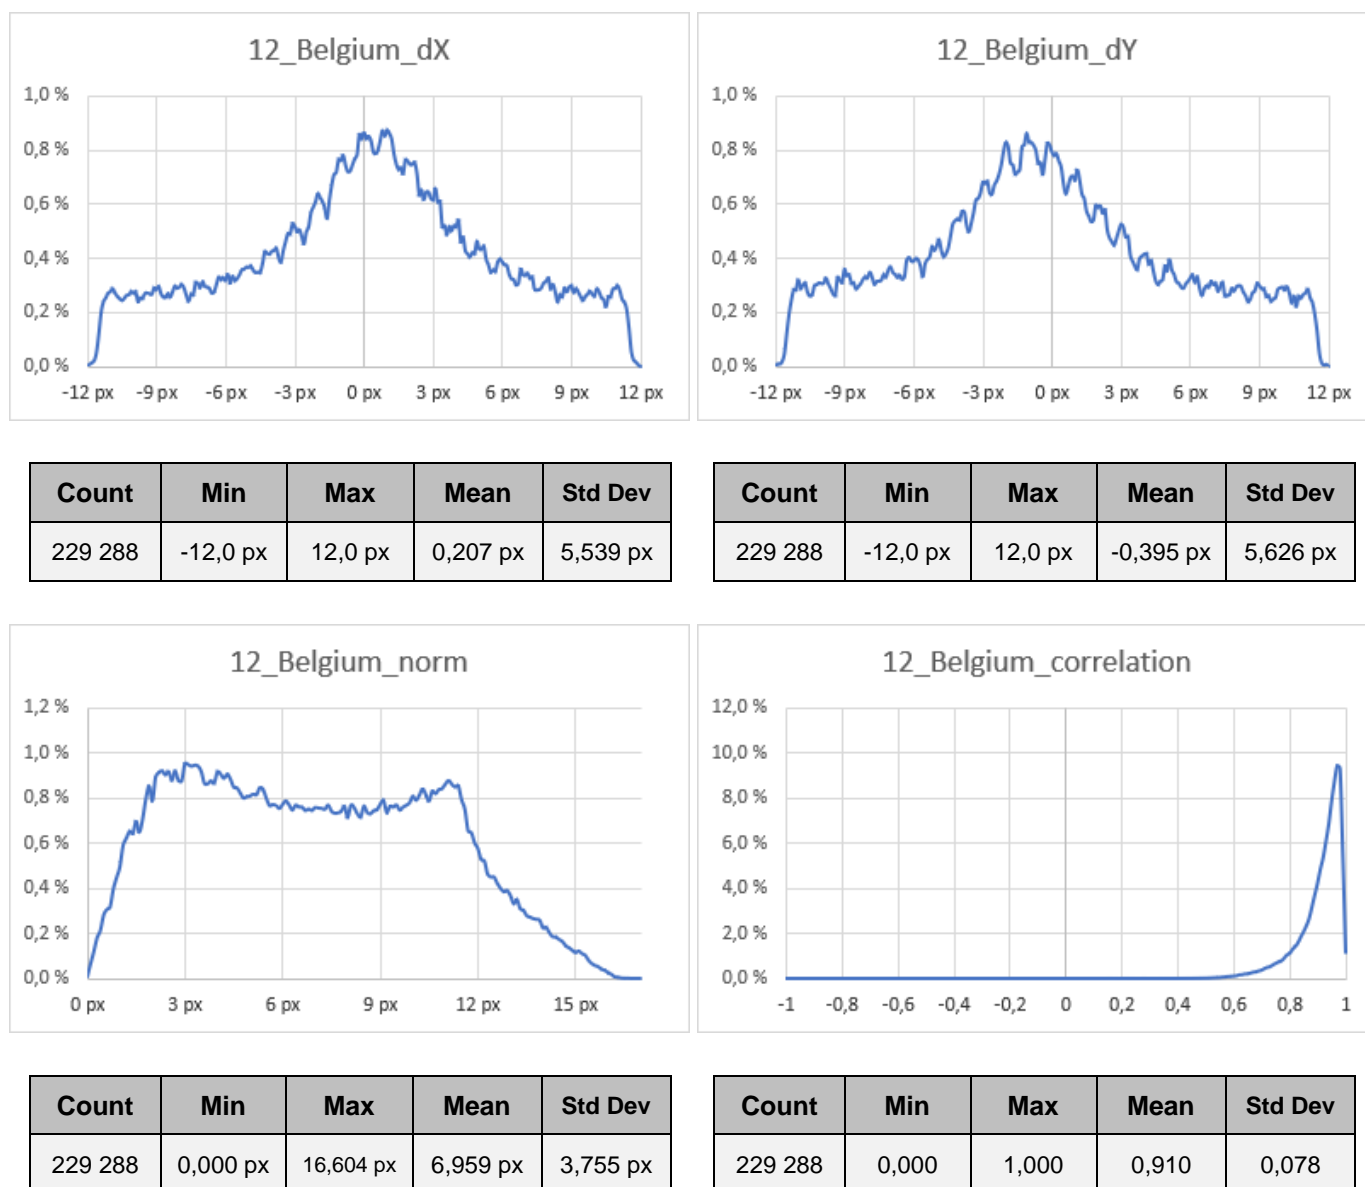 12_Belgium_dX
1,0 %
0,8 %
0,6 %
0,4 %
0,2 %
0,0 %
-12 px -9 px -6 px -3 px 0 px 3 px 6 px 9 px 12 px
12_Belgium_dY
1,0 %
0,8 %
0,6 %
0,4 %
0,2 %
0,0 %
-12 px -9 px -6 px -3 px 0 px 3 px 6 px 9 px 12 px
Count Min Max Mean Std Dev
229 288 -12,0 px 12,0 px 0,207 px 5,539 px
Count Min Max Mean Std Dev
229 288 -12,0 px 12,0 px -0,395 px 5,626 px
12_Belgium_norm
1,2 %
1,0 %
0,8 %
0,6 %
0,4 %
0,2 %
0,0 %
0 px 3 px 6 px 9 px 12 px 15 px
12_Belgium_correlation
12,0 %
10,0 %
8,0 %
6,0 %
4,0 %
2,0 %
0,0 %
-1 -0,8 -0,6 -0,4 -0,2 0 0,2 0,4 0,6 0,8 1
Count Min Max Mean Std Dev
229 288 0,000 px 16,604 px 6,959 px 3,755 px
Count Min Max Mean Std Dev
229 288 0,000 1,000 0,910 0,078